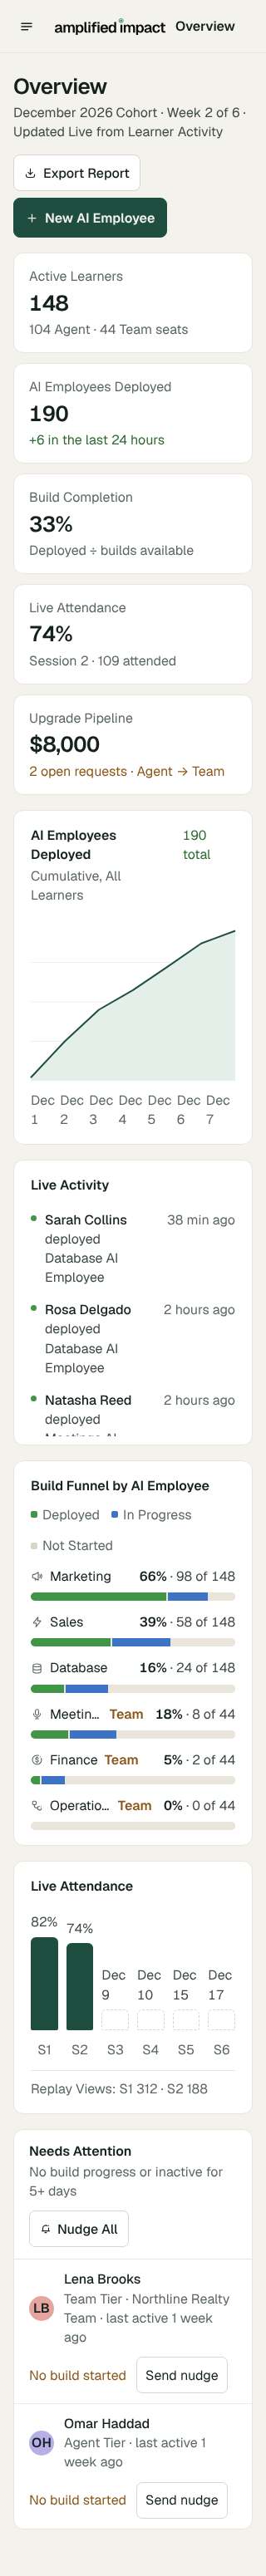 amplified impact Overview
Overview
December 2026 Cohort · Week 2 of 6 ·
Updated Live from Learner Activity
Export Report
+ New AI Employee
Active Learners
148
104 Agent · 44 Team seats
AI Employees Deployed
190
+6 in the last 24 hours
Build Completion
33%
Deployed ÷ builds available
Live Attendance
74%
Session 2 · 109 attended
Upgrade Pipeline
$8,000
2 open requests · Agent → Team
AI Employees 190
Deployed total
Cumulative, All
Learners
Dec Dec Dec Dec Dec Dec Dec
1 2 3 4 5 6 7
Live Activity
Sarah Collins 38 min ago
deployed
Database AI
Employee
Rosa Delgado 2 hours ago
deployed
Database AI
Employee
Natasha Reed 2 hours ago
deployed
Meetings AI
Build Funnel by AI Employee
Deployed In Progress
Not Started
Marketing 66% · 98 of 148
Sales 39% · 58 of 148
Database 16% · 24 of 148
Meetin... Team 18% · 8 of 44
Finance Team 5% · 2 of 44
Operatio... Team 0% · 0 of 44
Live Attendance
82% 74%
Dec Dec Dec Dec
9 10 15 17
S1 S2 S3 S4 S5 S6
Replay Views: S1 312 · S2 188
Needs Attention
No build progress or inactive for
5+ days
Nudge All
Lena Brooks
LB Team Tier · Northline Realty
Team · last active 1 week
ago
No build started Send nudge
Omar Haddad
OH Agent Tier · last active 1
week ago
No build started Send nudge